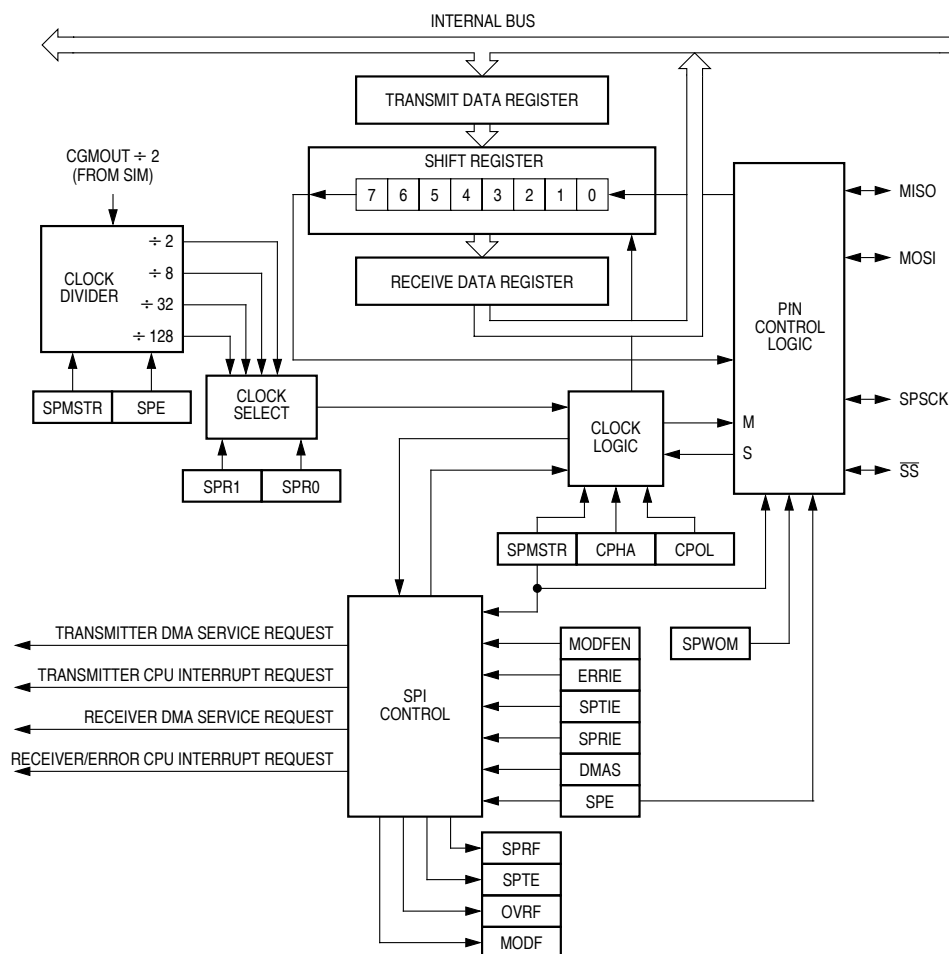 INTERNAL BUS
TRANSMIT DATA REGISTER
CGMOUT ÷ 2
(FROM SIM)
SHIFT REGISTER
7 6 5 4 3 2 1 0
MISO
÷ 2
÷ 8
÷ 32
÷ 128
CLOCK
DIVIDER
RECEIVE DATA REGISTER
MOSI
PIN
CONTROL
LOGIC
SPMSTR SPE
CLOCK
SELECT
CLOCK
LOGIC
M
S
SPSCK
SS
SPR1 SPR0
SPMSTR CPHA CPOL
TRANSMITTER DMA SERVICE REQUEST
TRANSMITTER CPU INTERRUPT REQUEST
RECEIVER DMA SERVICE REQUEST
RECEIVER/ERROR CPU INTERRUPT REQUEST
SPI
CONTROL
MODFEN
ERRIE
SPTIE
SPRIE
DMAS
SPE
SPWOM
SPRF
SPTE
OVRF
MODF